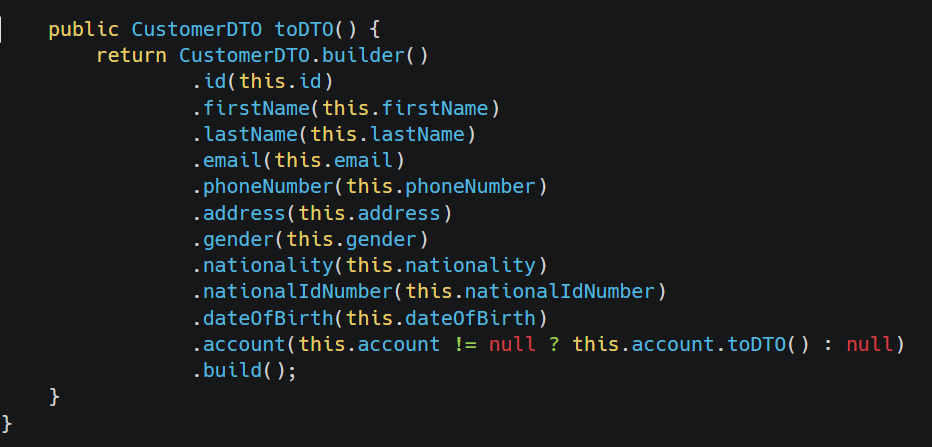 public CustomerDTO toDTO() {
        return CustomerDTO.builder()
                .id(this.id)
                .firstName(this.firstName)
                .lastName(this.lastName)
                .email(this.email)
                .phoneNumber(this.phoneNumber)
                .address(this.address)
                .gender(this.gender)
                .nationality(this.nationality)
                .nationalIdNumber(this.nationalIdNumber)
                .dateOfBirth(this.dateOfBirth)
                .account(this.account != null ? this.account.toDTO() : null)
                .build();
    }
}